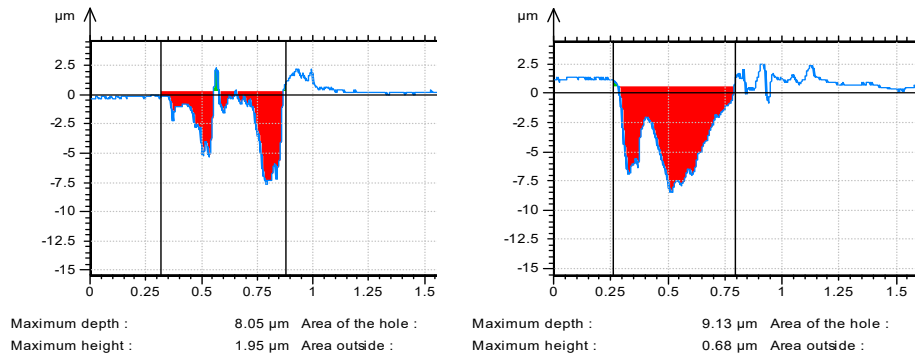 µm
2.5
0
-2.5
-5
-7.5
-10
-12.5
-15
0 0.25 0.5 0.75 1 1.25 1.5
Maximum depth : 8.05 µm Area of the hole :
Maximum height : 1.95 µm Area outside :
µm
2.5
0
-2.5
-5
-7.5
-10
-12.5
-15
0 0.25 0.5 0.75 1 1.25 1.5
Maximum depth : 9.13 µm Area of the hole :
Maximum height : 0.68 µm Area outside :